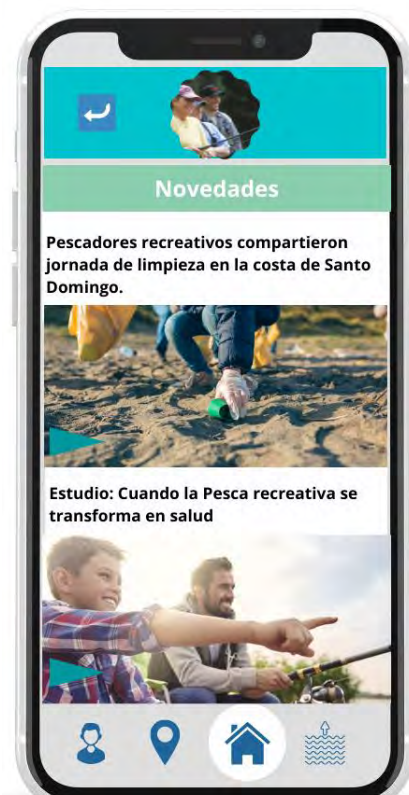 Novedades
Pescadores recreativos compartieron
jornada de limpieza en la costa de Santo
Domingo.
Estudio: Cuando la Pesca recreativa se
transforma en salud